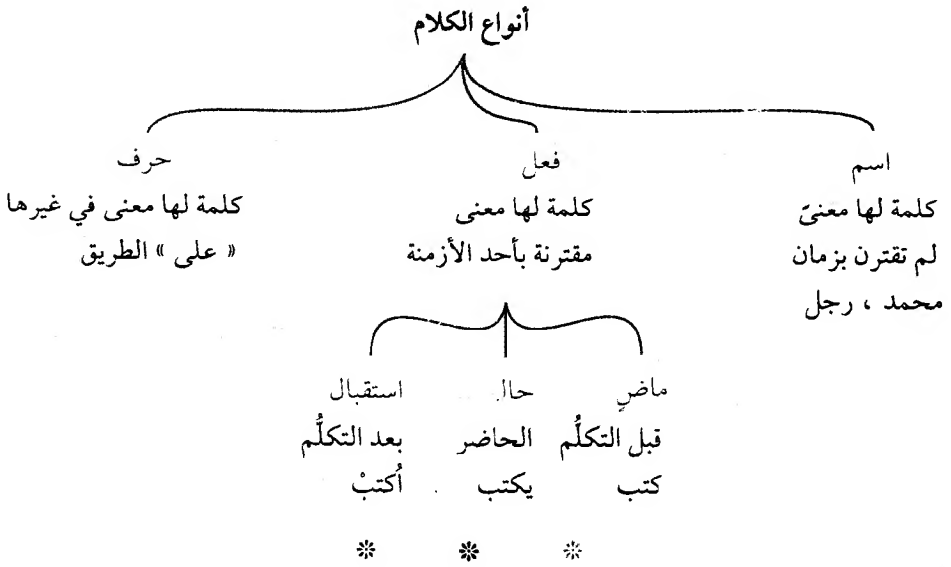 أنواع الكلام
اسم
كلمة لها معنىً
لم تقترن بزمان
محمد ، رجل
فعل
كلمة لها معنى
مقترنة بأحد الأزمنة
حرف
كلمة لها معنى في غيرها
« على » الطريق
ماضٍ
قبل التكلُّم
كتب
حال
الحاضر
يكتب
استقبال
بعد التكلُّم
اُكتبْ